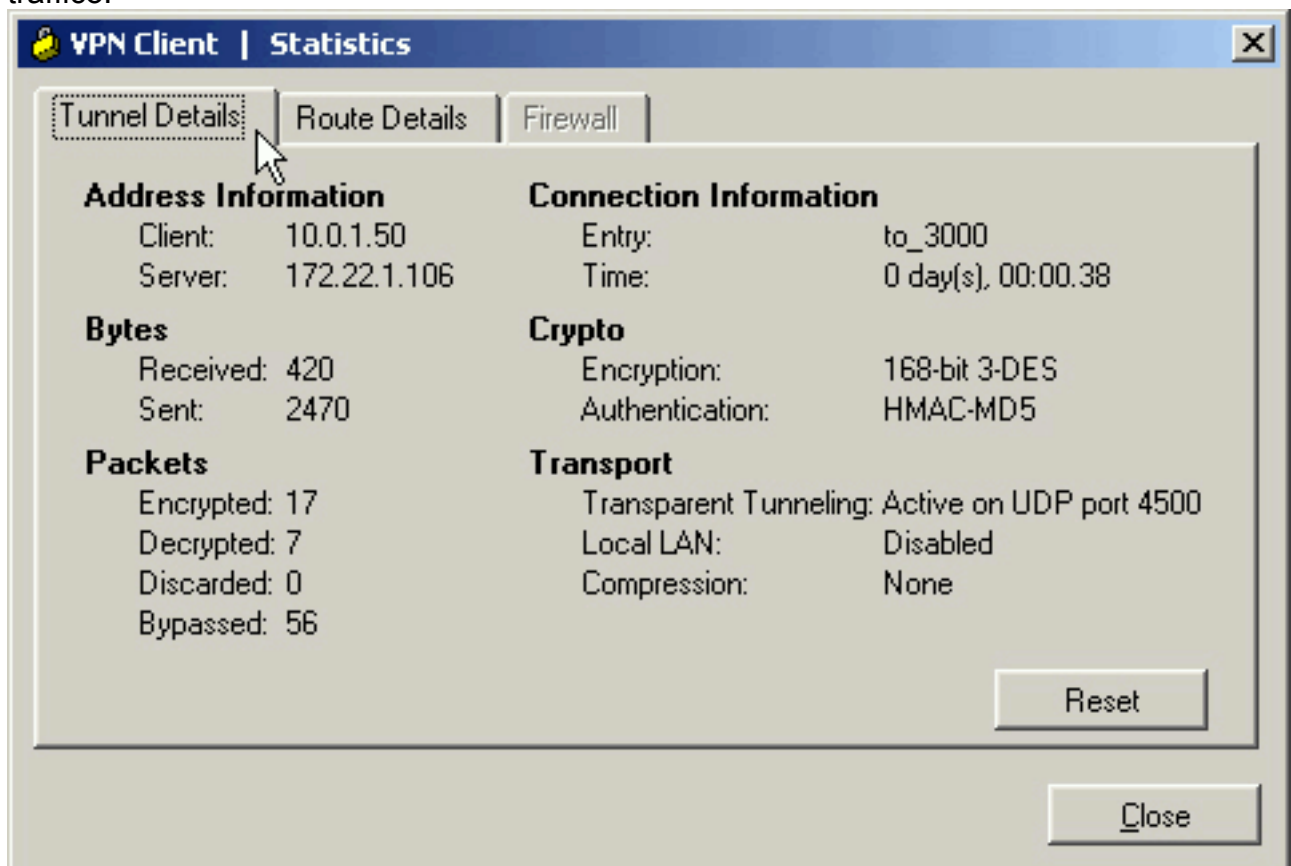 traffics.
VPN Client | Statistics
Tunnel Details Route Details Firewall
Address Information
Client: 10.0.1.50
Server: 172.22.1.106
Connection Information
Entry: to_3000
Time: 0 day(s), 00:00.38
Bytes
Received: 420
Sent: 2470
Crypto
Encryption: 168-bit 3-DES
Authentication: HMAC-MD5
Packets
Encrypted: 17
Decrypted: 7
Discarded: 0
Bypassed: 56
Transport
Transparent Tunneling: Active on UDP port 4500
Local LAN: Disabled
Compression: None
Reset
Close